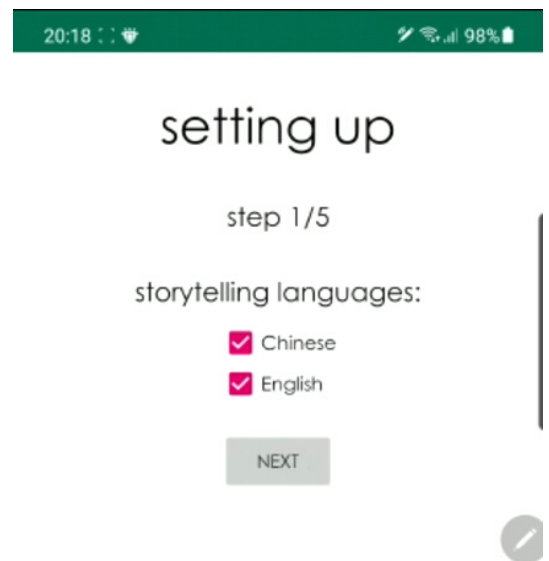 20:18 98%
setting up
step 1/5
storytelling languages:
Chinese
English
NEXT